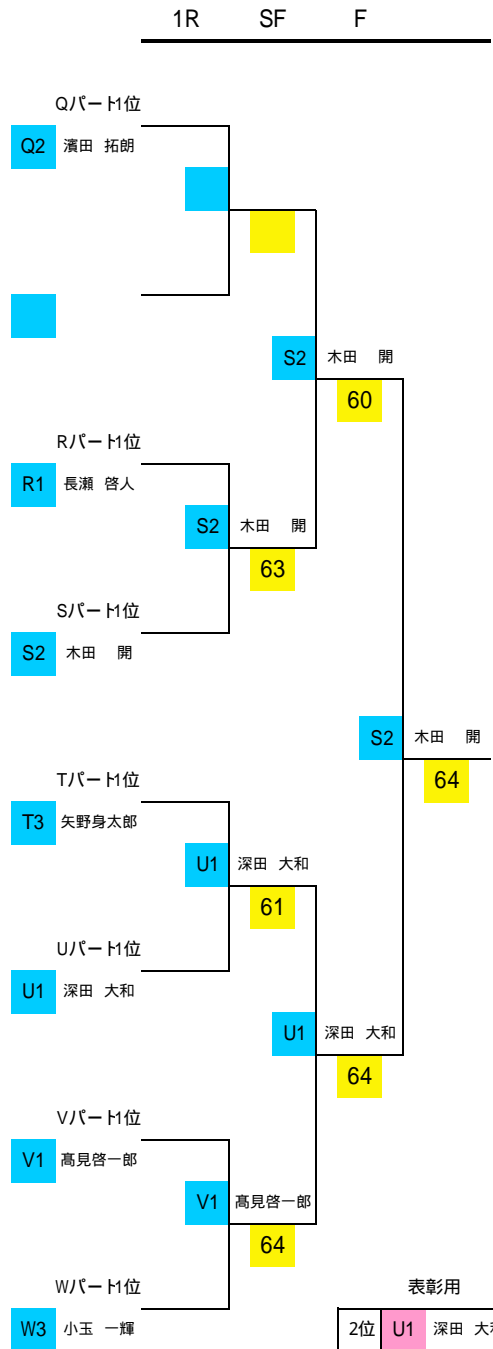 1R SF F
Qパート1位
Q2 濱田 拓朗
S2 木田 開
60
Rパート1位
R1 長瀬 啓人
S2 木田 開
63
Sパート1位
S2 木田 開
S2 木田 開
64
Tパート1位
T3 矢野身太郎
U1 深田 大和
61
Uパート1位
U1 深田 大和
U1 深田 大和
64
Vパート1位
V1 髙見啓一郎
V1 髙見啓一郎
64
Wパート1位
W3 小玉 一輝
表彰用
2位 U1 深田 大